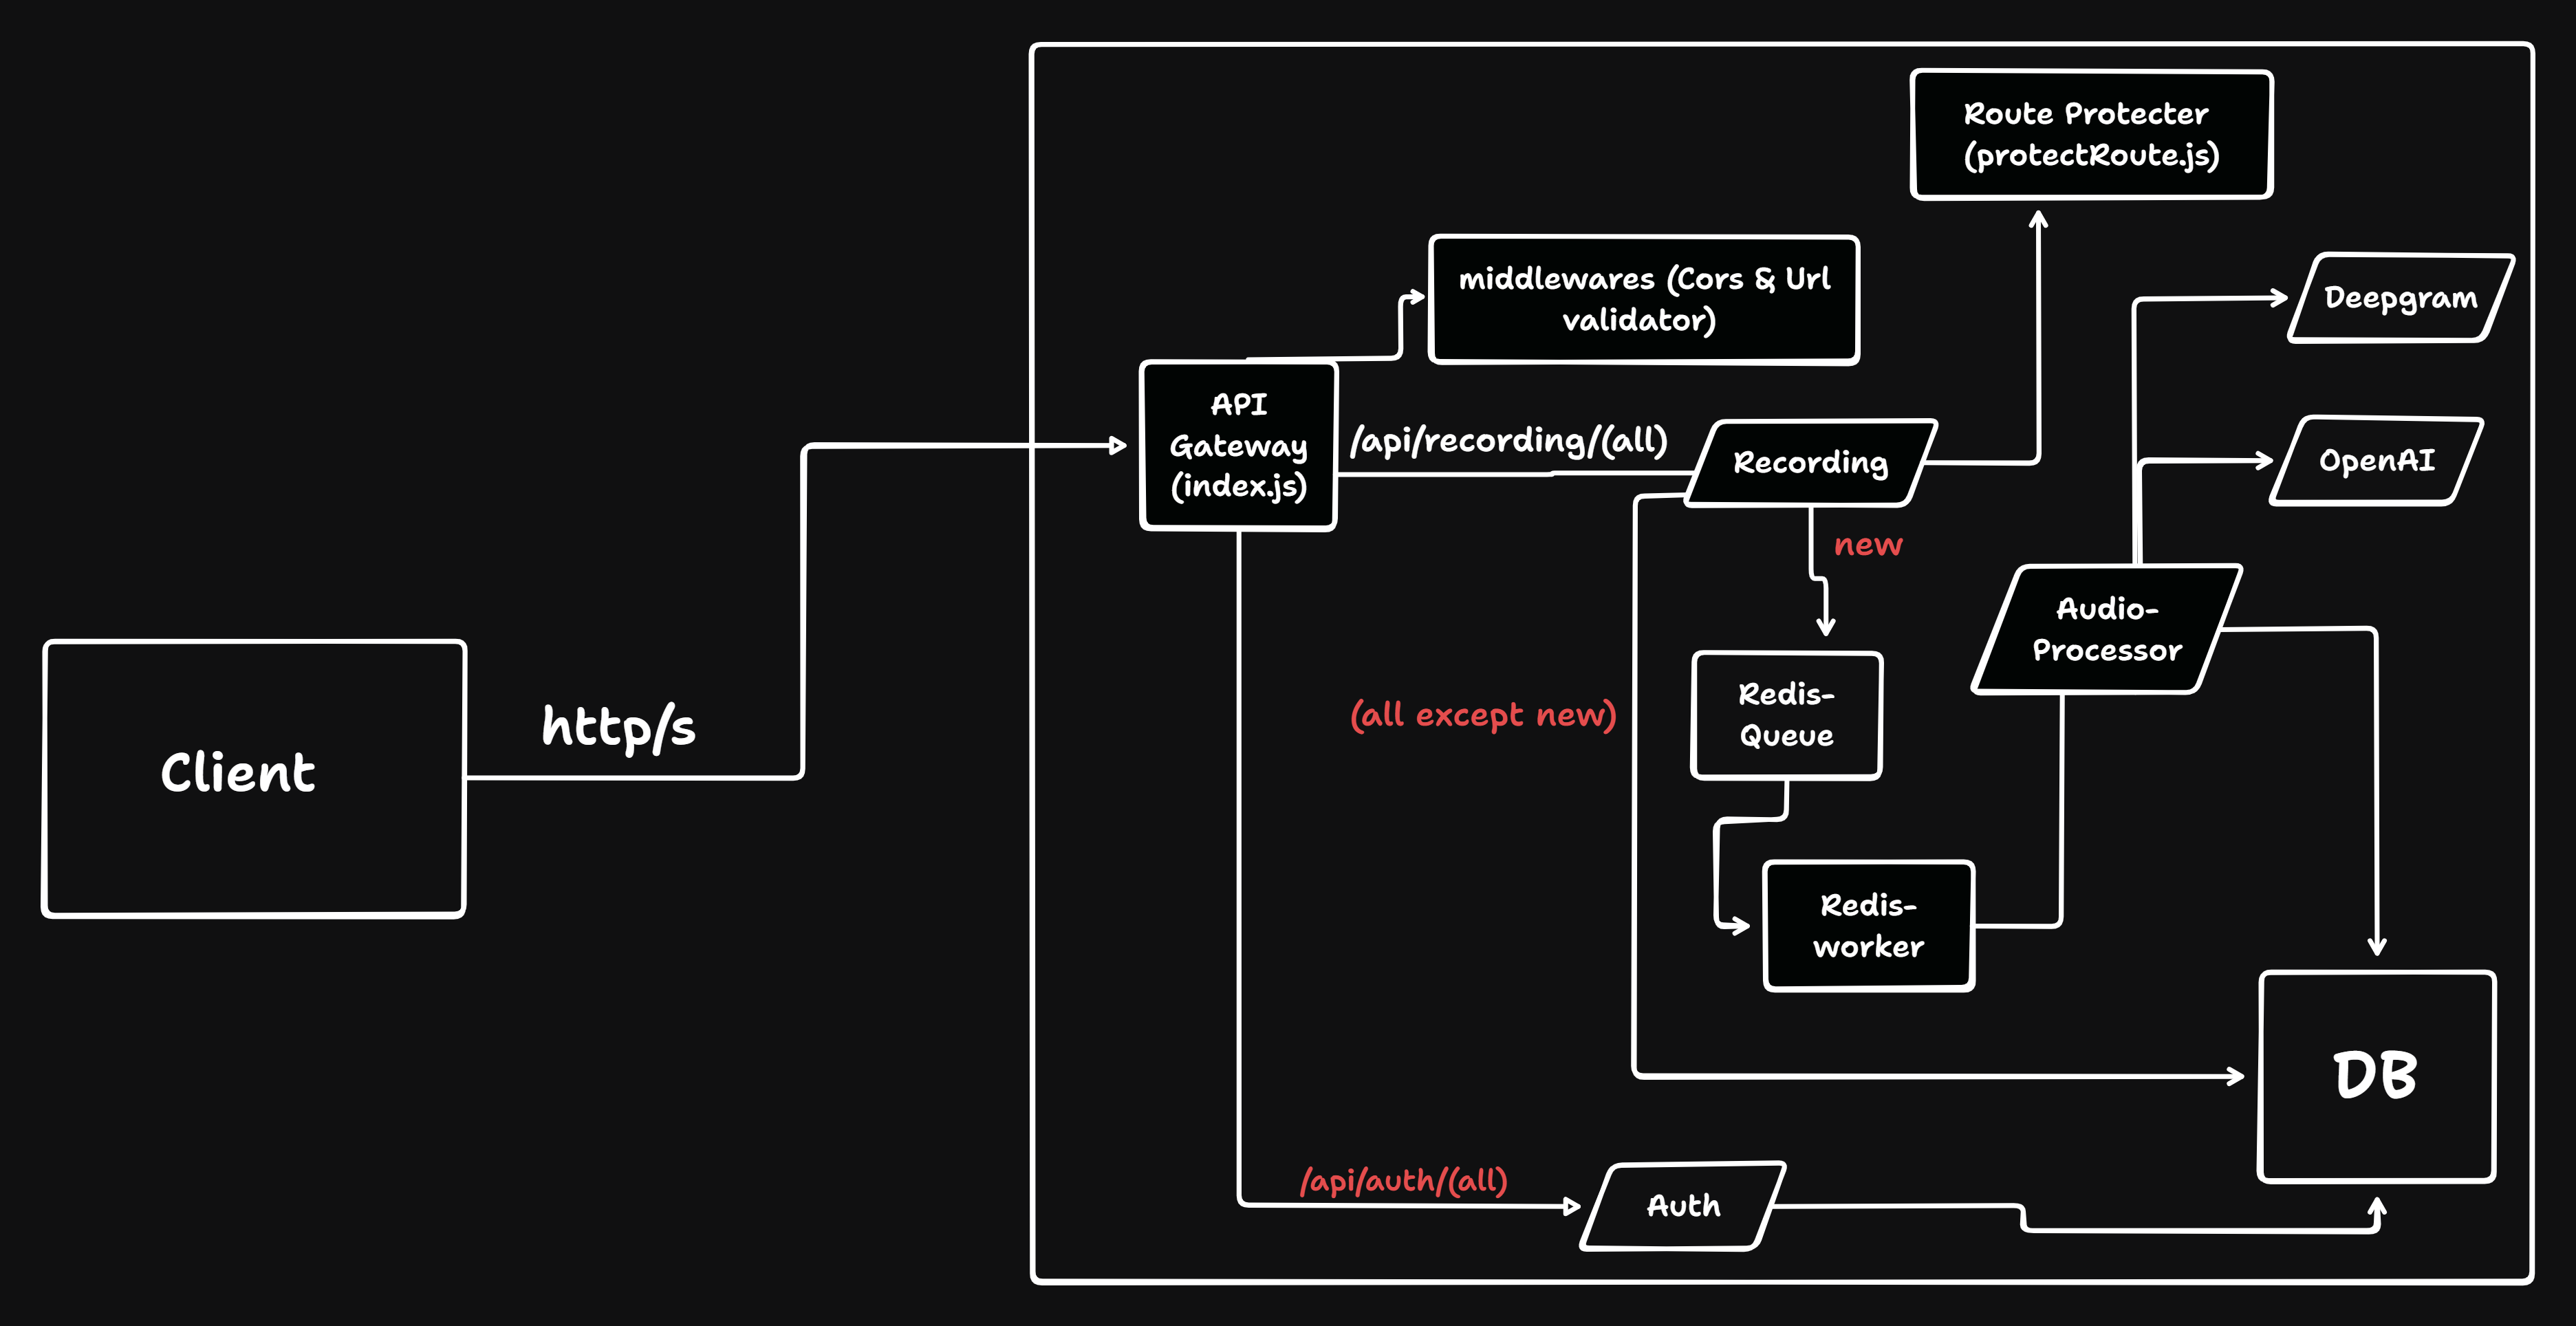 Route Protecter
(protectRoute.js)
middlewares (Cors & Url
validator)
Deepgram
API
Gateway
(index.js)
/api/recording/(all)
Recording
OpenAI
new
Audio-
Processor
Client
http/s
(all except new)
Redis-
Queue
Redis-
worker
DB
/api/auth/(all)
Auth